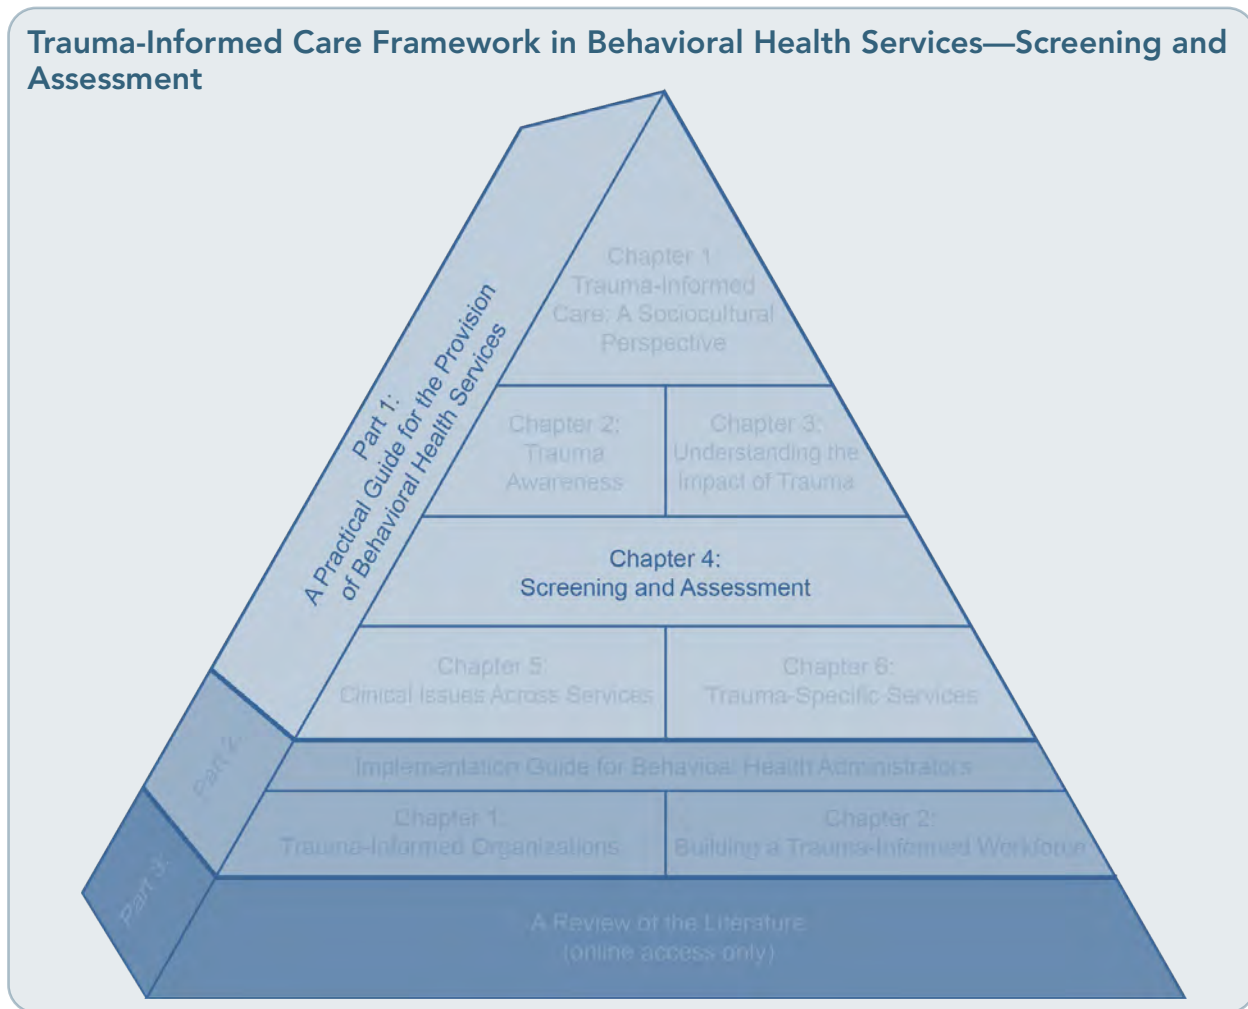 Trauma-Informed Care Framework in Behavioral Health Services—Screening and
Assessment
Part 1:
A Practical Guide for the Provision
of Behavioral Health Services
Chapter 1
Trauma-Informed
Care: A Sociocultural
Perspective
Chapter 2:
Trauma
Awareness
Chapter 3:
Understanding the
Impact of Trauma
Chapter 4:
Screening and Assessment
Chapter 5:
Clinical Issues Across Services
Chapter 6:
Trauma-Specific Services
Part 2:
Implementation Guide for Behavioal Health Administrators
Chapter 1:
Trauma-Informed Organizations
Chapter 2:
Building a Trauma-Informed Workforce
Part 3:
A Review of the Literature
(online access only)